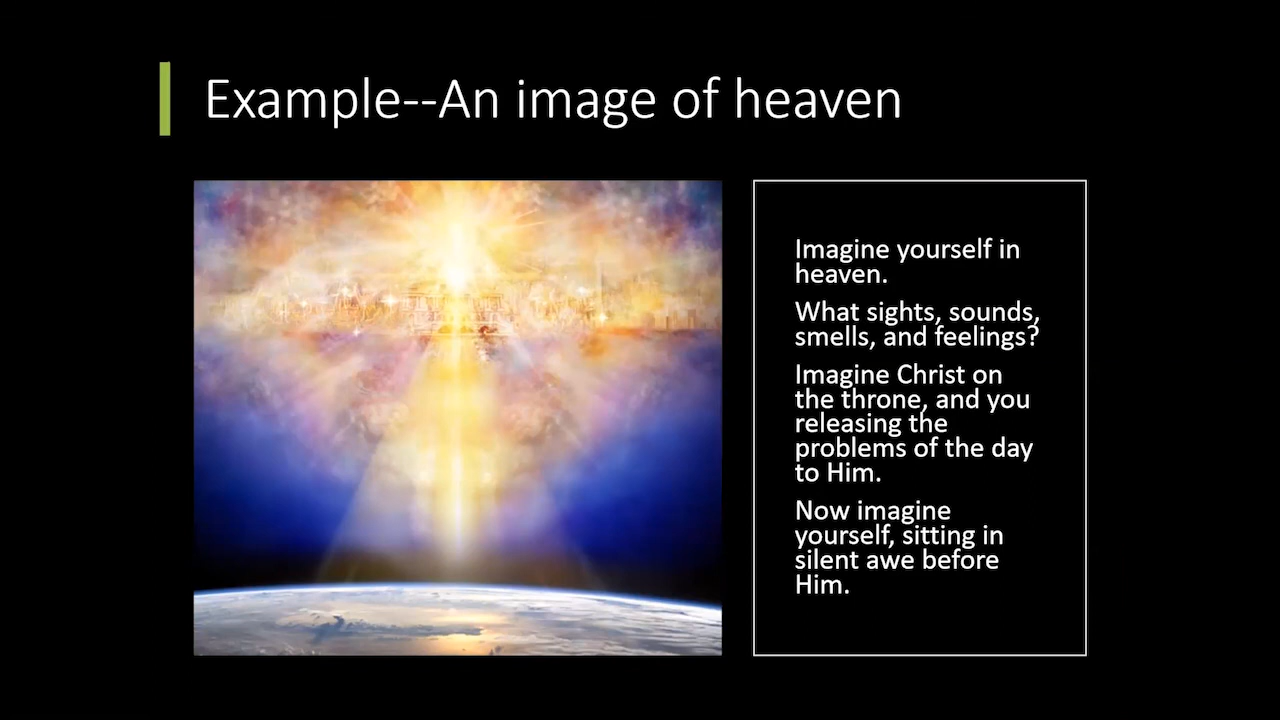 Example--An image of heaven
Imagine yourself in
heaven.
What sights, sounds,
smells, and feelings?
Imagine Christ on
the throne, and you
releasing the
problems of the day
to Him.
Now imagine
yourself, sitting in
silent awe before
Him.